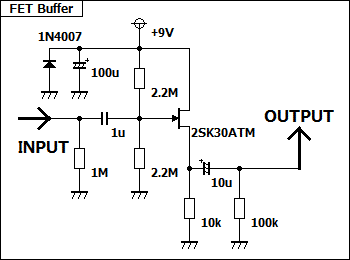 FET Buffer
1N4007
+9V
100u
2.2M
OUTPUT
1u
2SK30ATM
INPUT
1M
2.2M
10u
10k
100k